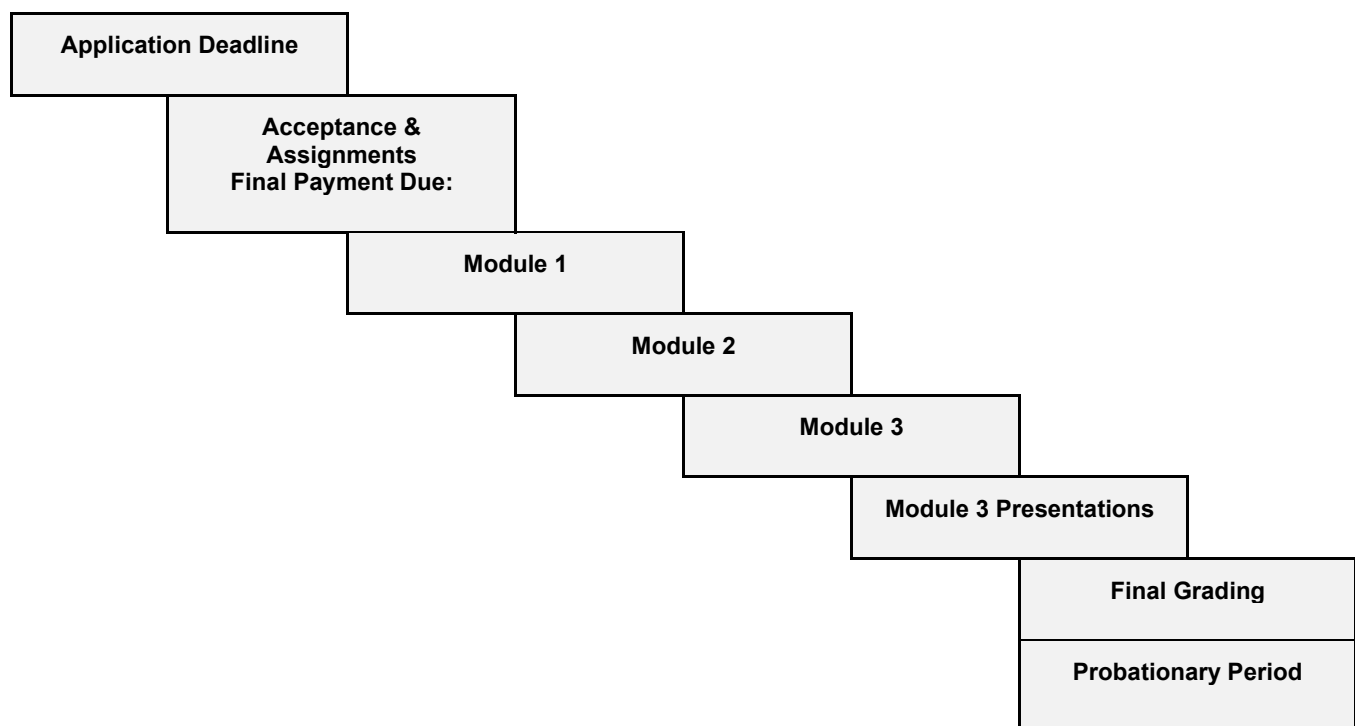 Application Deadline
Acceptance &
Assignments
Final Payment Due:
Module 1
Module 2
Module 3
Module 3 Presentations
Final Grading
Probationary Period